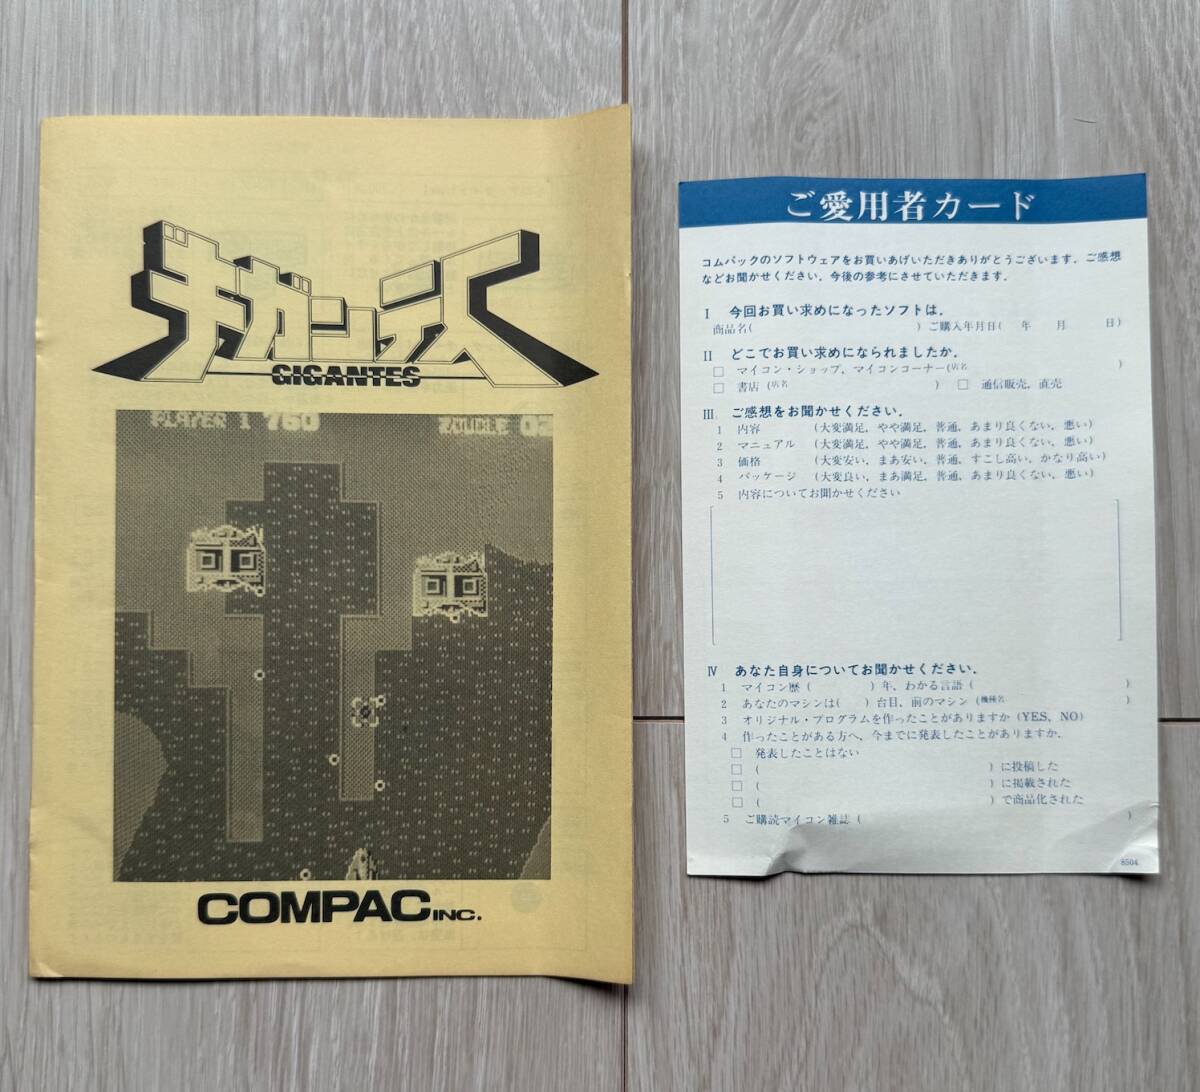 ギガンテス
GIGANTES
PLAYER 1 760
COMPAC INC.
ご愛用者カード
コムパックのソフトウェアをお買いあげいただきありがとうございます。ご感想
などお聞かせください。今後の参考にさせていただきます。
I 今回お買い求めになったソフトは。
商品名( ) ご購入年月日( 年 月 日)
II どこでお買い求めになられましたか。
□ マイコン・ショップ、マイコンコーナー(店名 )
□ 書店 (店名 ) □ 通信販売、直売
III ご感想をお聞かせください。
1 内容 (大変満足、やや満足、普通、あまり良くない、悪い)
2 マニュアル (大変満足、やや満足、普通、あまり良くない、悪い)
3 価格 (大変安い、まあ安い、普通、すこし高い、かなり高い)
4 パッケージ (大変良い、まあ満足、普通、あまり良くない、悪い)
5 内容についてお聞かせください
IV あなた自身についてお聞かせください。
1 マイコン歴 ( ) 年、わかる言語 ( )
2 あなたのマシンは( ) 台目、前のマシン (機種名 )
3 オリジナル・プログラムを作ったことがありますか (YES、NO)
4 作ったことがある方へ、今までに発表したことがありますか。
□ 発表したことはない
□ ( ) に投稿した
□ ( ) に掲載された
□ ( ) で商品化された
5 ご購読マイコン雑誌 ( )
8504